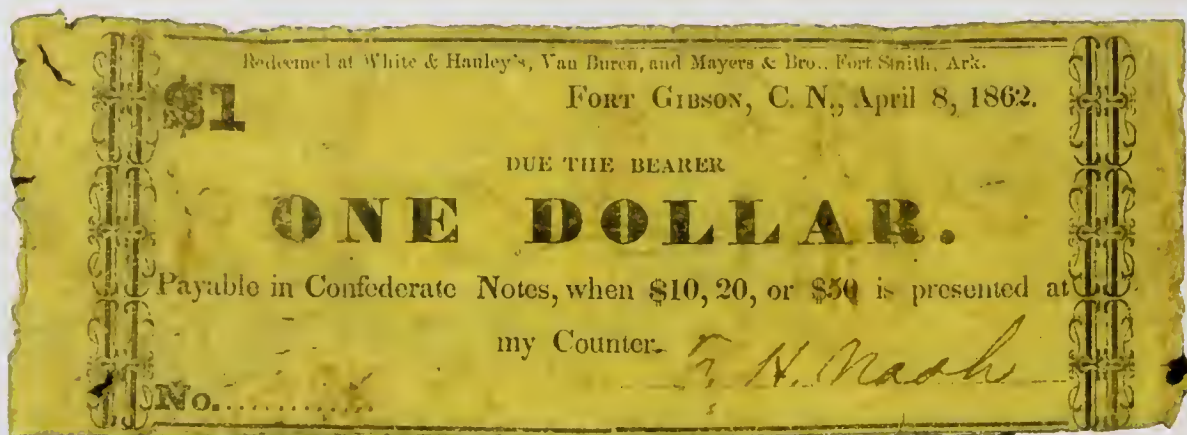 Redeemed at White & Hanley's, Van Buren, and Mayers & Bro., Fort Smith, Ark.
$1
FORT GIBSON, C. N., April 8, 1862.
DUE THE BEARER
ONE DOLLAR.
Payable in Confederate Notes, when $10, 20, or $50 is presented at
my Counter.
F. H. Nash
No.............